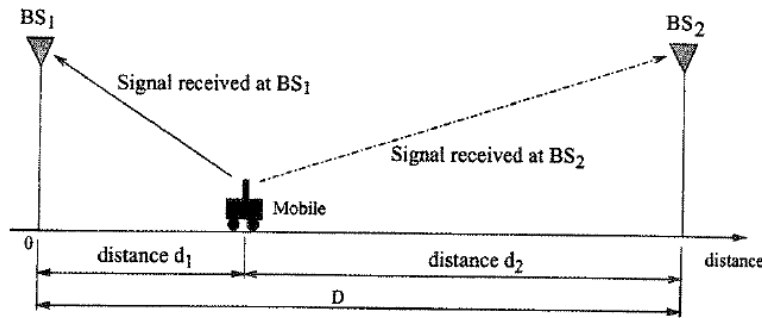 BS1
BS2
Signal received at BS1
Signal received at BS2
Mobile
0
distance d1
distance d2
distance
D